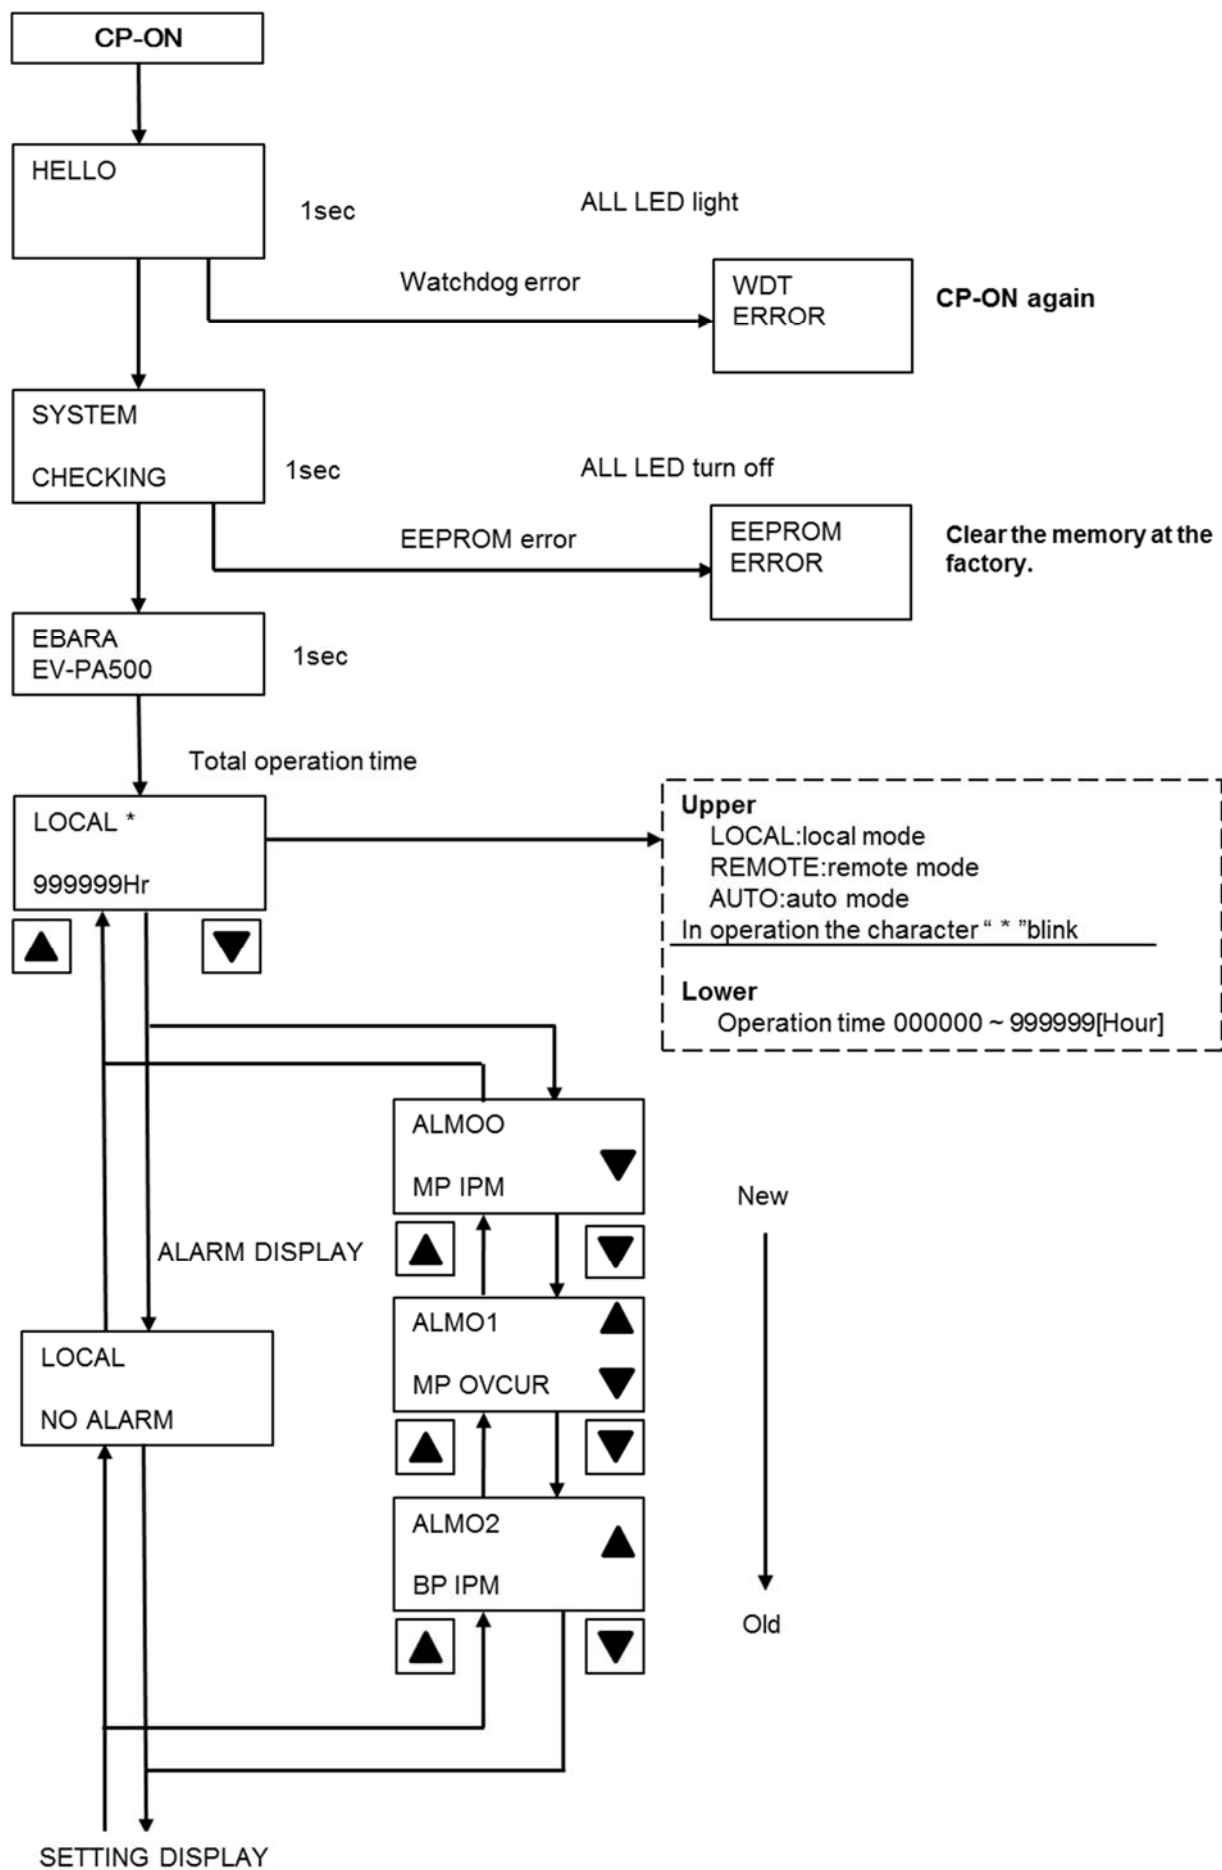 CP-ON
HELLO
1sec
ALL LED light
Watchdog error
WDT
ERROR
CP-ON again
SYSTEM
CHECKING
1sec
ALL LED turn off
EEPROM error
EEPROM
ERROR
Clear the memory at the
factory.
EBARA
EV-PA500
1sec
Total operation time
LOCAL *
999999Hr
Upper
LOCAL:local mode
REMOTE:remote mode
AUTO:auto mode
In operation the character “ * ”blink
Lower
Operation time 000000 ~ 999999[Hour]
ALMOO
MP IPM
New
ALARM DISPLAY
ALMO1
MP OVCUR
LOCAL
NO ALARM
ALMO2
BP IPM
Old
SETTING DISPLAY